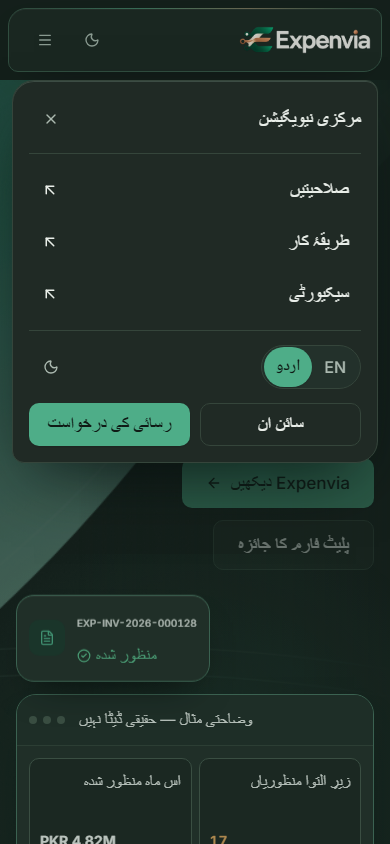 Expenvia
مرکزی نیویگیشن
صلاحیتیں
طریقۂ کار
سیکیورٹی
EN
اردو
سائن ان
رسائی کی درخواست
Expenvia دیکھیں
پلیٹ فارم کا جائزہ
EXP-INV-2026-000128
منظور شدہ
وضاحتی مثال — حقیقی ڈیٹا نہیں
زیرِ التوا منظوریاں
اس ماہ منظور شدہ
17
PKR 4.82M